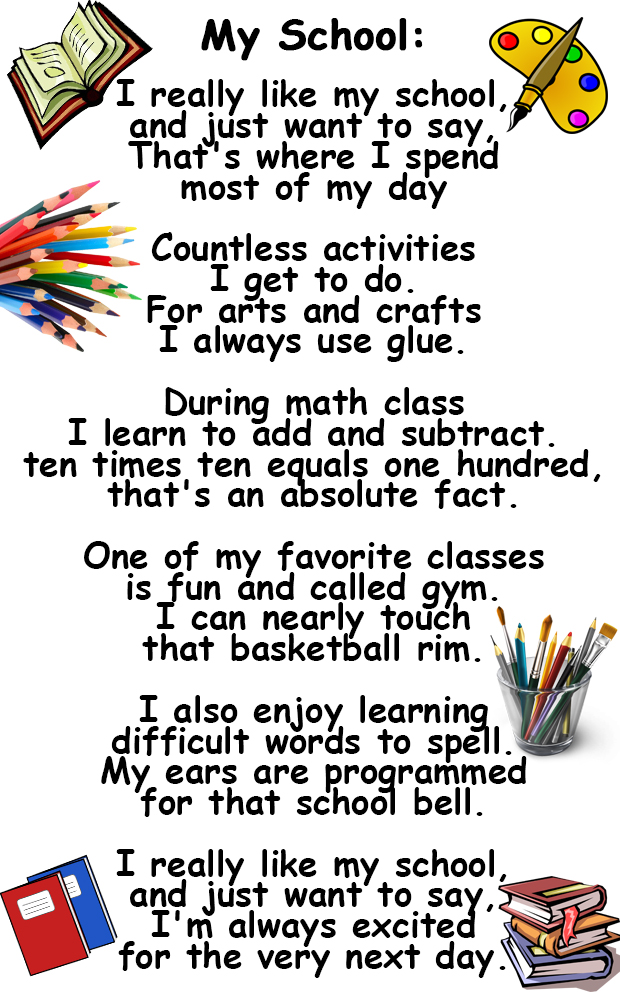 My School:
I really like my school,
and just want to say,
That's where I spend
most of my day
Countless activities
I get to do.
For arts and crafts
I always use glue.
During math class
I learn to add and subtract.
ten times ten equals one hundred,
that's an absolute fact.
One of my favorite classes
is fun and called gym.
I can nearly touch
that basketball rim.
I also enjoy learning
difficult words to spell.
My ears are programmed
for that school bell.
I really like my school,
and just want to say,
I'm always excited
for the very next day.